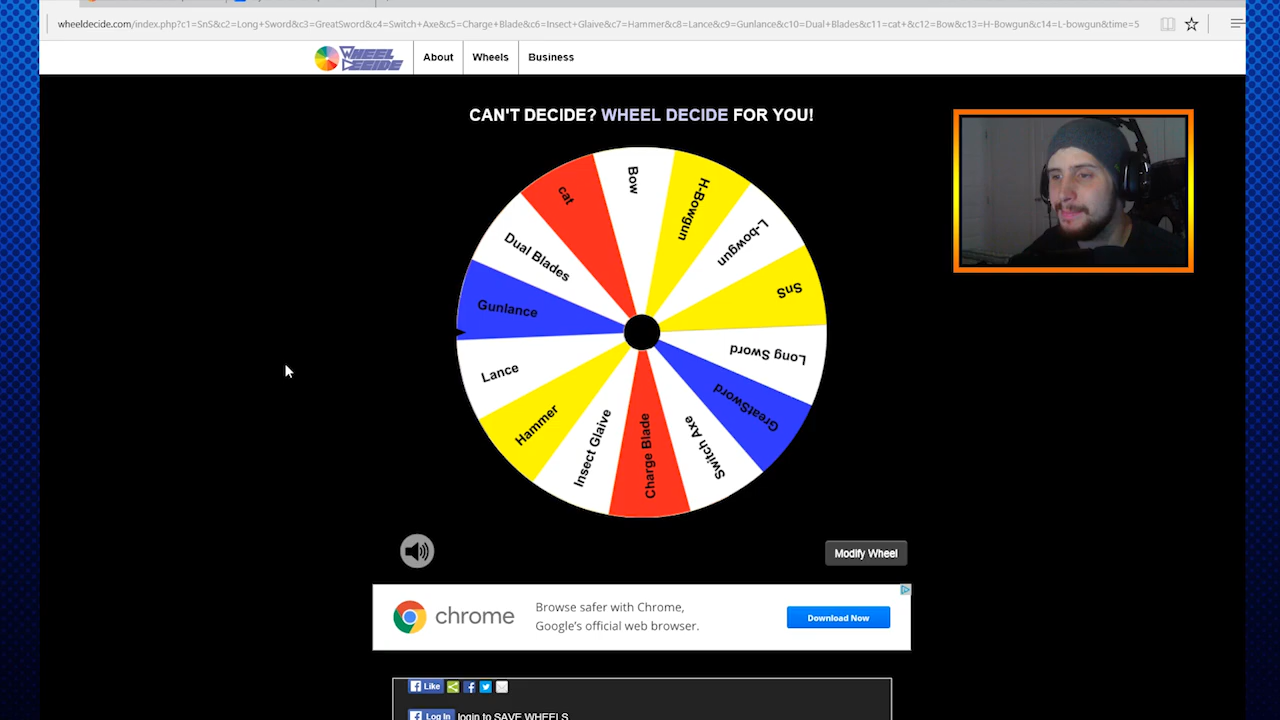 wheeldecide.com/index.php?c1=SnS&c2=Long+Sword&c3=GreatSword&c4=Switch+Axe&c5=Charge+Blade&c6=Insect+Glaive&c7=Hammer&c8=Lance&c9=Gunlance&c10=Dual+Blades&c11=cat+&c12=Bow&c13=H-Bowgun&c14=L-bowgun&time=5
WHEEL DECIDE
About
Wheels
Business
CAN'T DECIDE? WHEEL DECIDE FOR YOU!
Bow
H-Bowgun
L-bowgun
SnS
Long Sword
GreatSword
Switch Axe
Charge Blade
Insect Glaive
Hammer
Lance
Gunlance
Dual Blades
cat
Modify Wheel
chrome
Browse safer with Chrome,
Google's official web browser.
Download Now
Like
Log In login to SAVE WHEELS